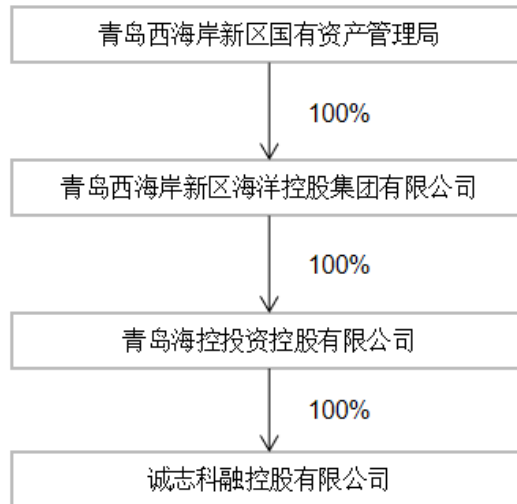 青岛西海岸新区国有资产管理局
100%
青岛西海岸新区海洋控股集团有限公司
100%
青岛海控投资控股有限公司
100%
诚志科融控股有限公司